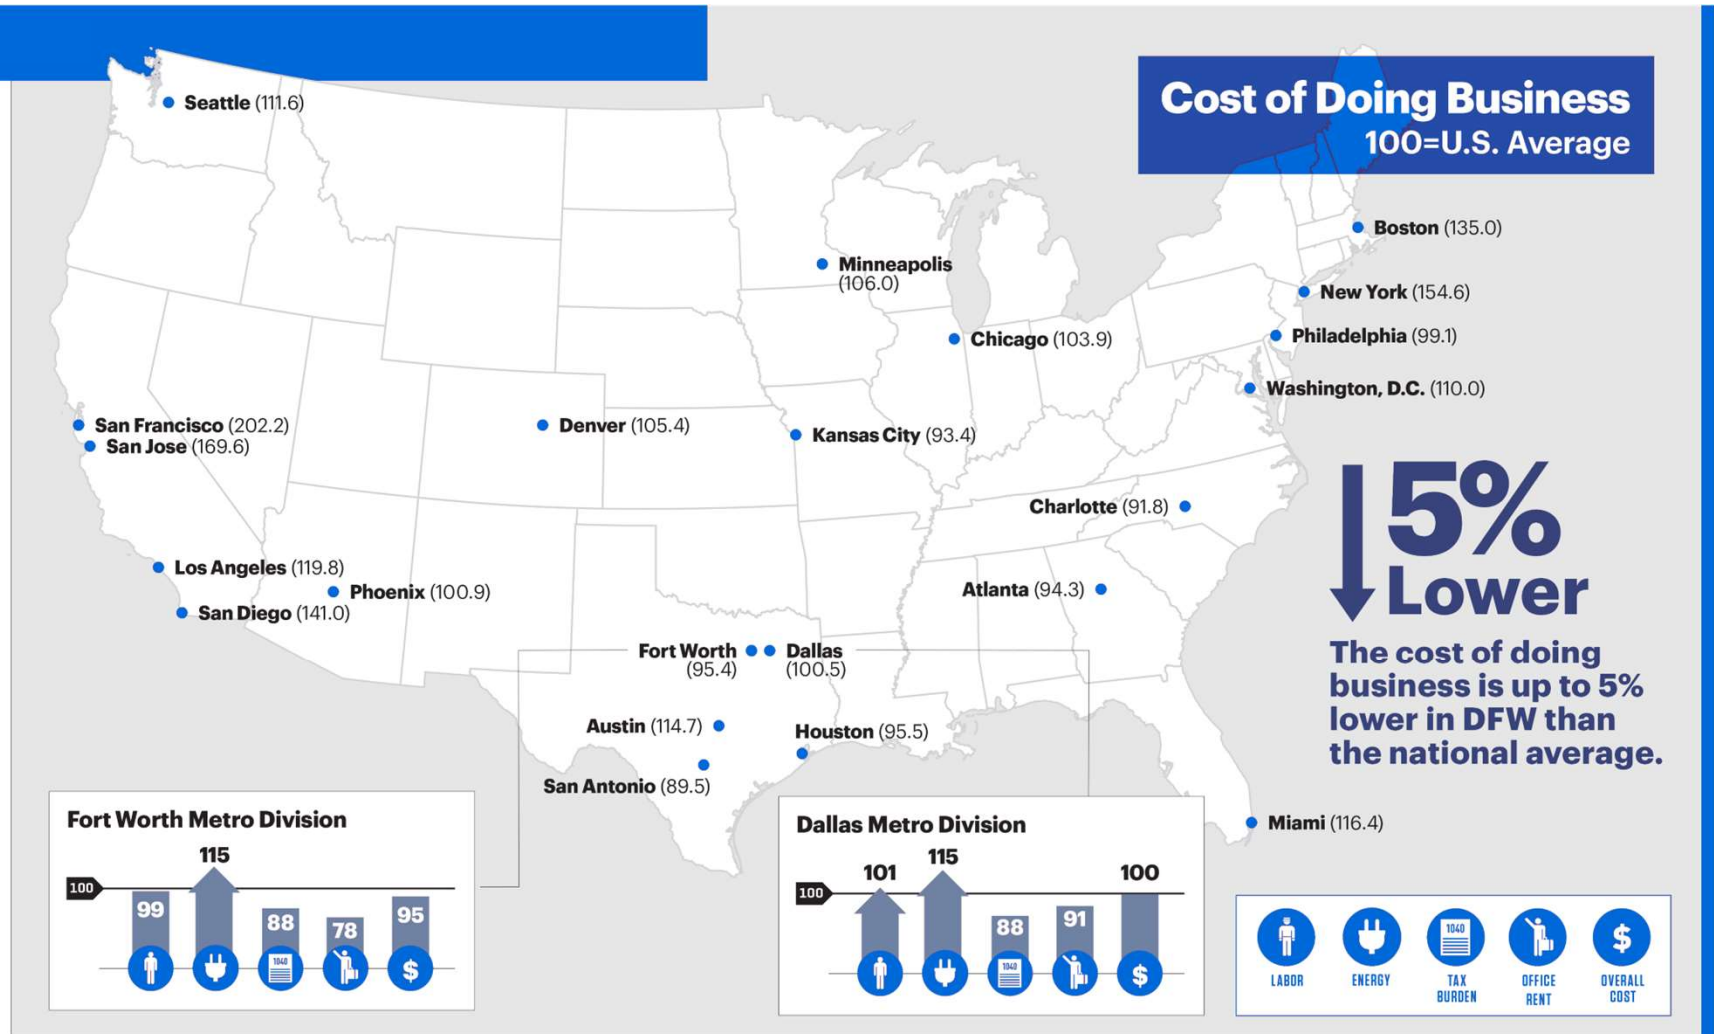 Cost of Doing Business
100=U.S. Average
Seattle (111.6)
Boston (135.0)
Minneapolis
(106.0)
New York (154.6)
Chicago (103.9)
Philadelphia (99.1)
Washington, D.C. (110.0)
San Francisco (202.2)
Denver (105.4)
Kansas City (93.4)
San Jose (169.6)
Charlotte (91.8)
Los Angeles (119.8)
Phoenix (100.9)
Atlanta (94.3)
San Diego (141.0)
Fort Worth
(95.4)
Dallas
(100.5)
Austin (114.7)
Houston (95.5)
San Antonio (89.5)
Miami (116.4)
5%
Lower
The cost of doing
business is up to 5%
lower in DFW than
the national average.
Fort Worth Metro Division
115
100
99
88
78
95
1040
$
Dallas Metro Division
101
115
100
100
88
91
1040
$
1040
$
LABOR
ENERGY
TAX
BURDEN
OFFICE
RENT
OVERALL
COST